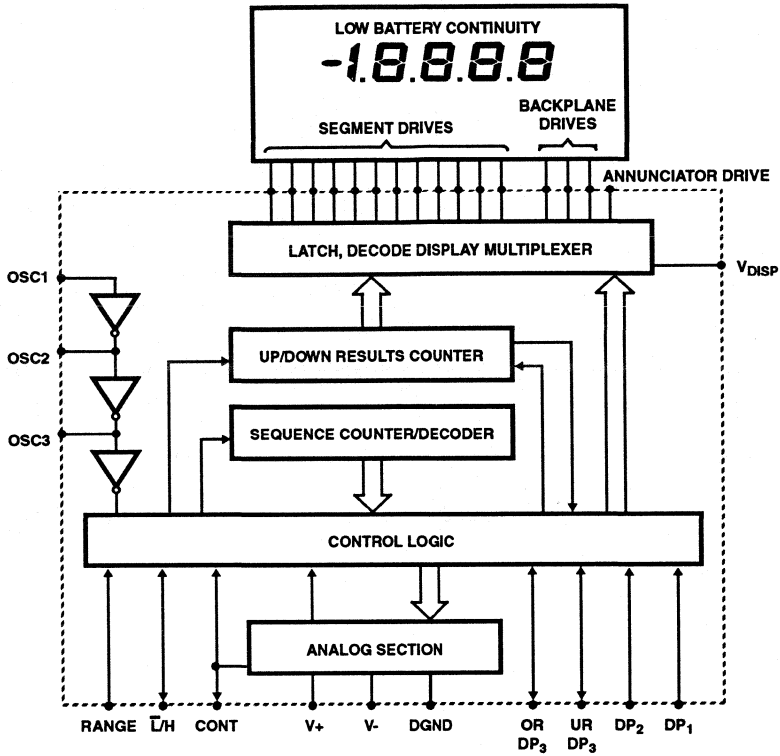 LOW BATTERY CONTINUITY
-1.8.8.8.8
SEGMENT DRIVES
BACKPLANE
DRIVES
ANNUNCIATOR DRIVE
LATCH, DECODE DISPLAY MULTIPLEXER
V_DISP
OSC1
OSC2
OSC3
UP/DOWN RESULTS COUNTER
SEQUENCE COUNTER/DECODER
CONTROL LOGIC
ANALOG SECTION
RANGE
L̅/H
CONT
V+
V-
DGND
OR
DP3
UR
DP3
DP2
DP1